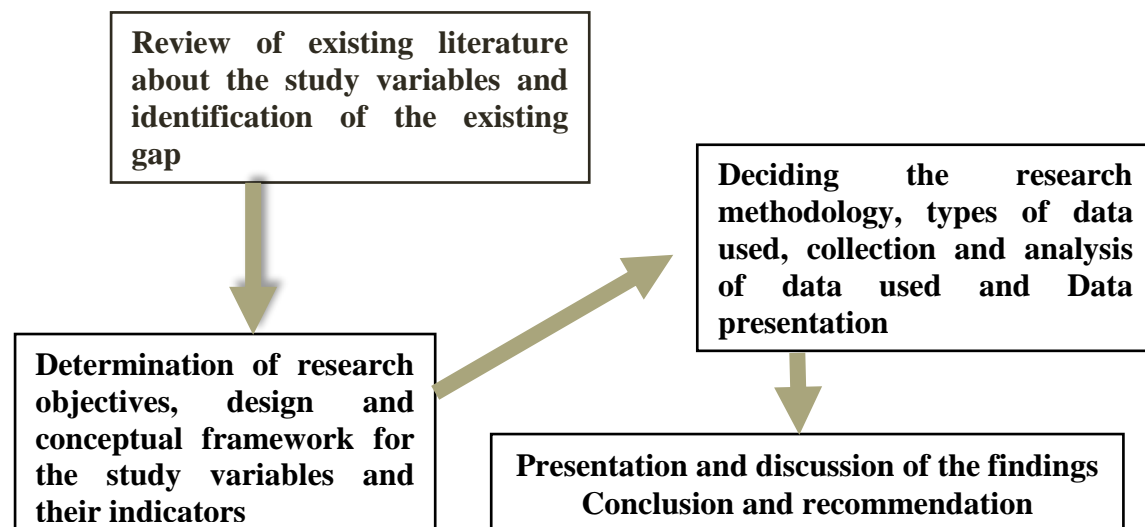 Review of existing literature
about the study variables and
identification of the existing
gap
Determination of research
objectives, design and
conceptual framework for
the study variables and
their indicators
Deciding the research
methodology, types of data
used, collection and analysis
of data used and Data
presentation
Presentation and discussion of the findings
Conclusion and recommendation